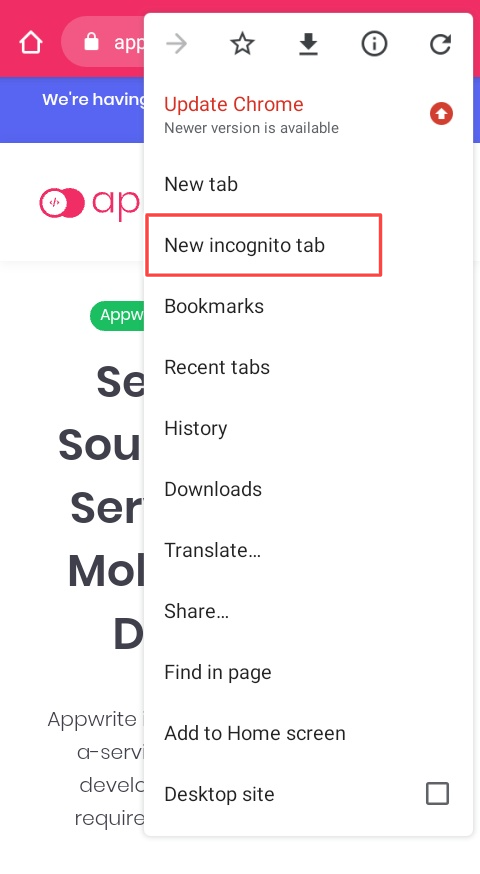 app
We're having
ap
Appw
Se
Sou
Ser
Mol
D
Appwrite i
a-servi
develo
require
Update Chrome
Newer version is available
New tab
New incognito tab
Bookmarks
Recent tabs
History
Downloads
Translate…
Share…
Find in page
Add to Home screen
Desktop site